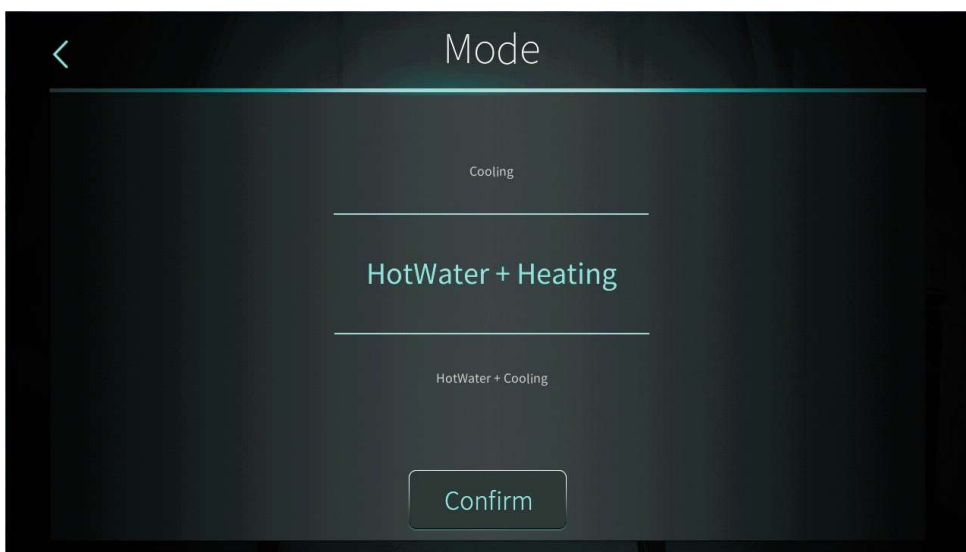 Mode
Cooling
HotWater + Heating
HotWater + Cooling
Confirm